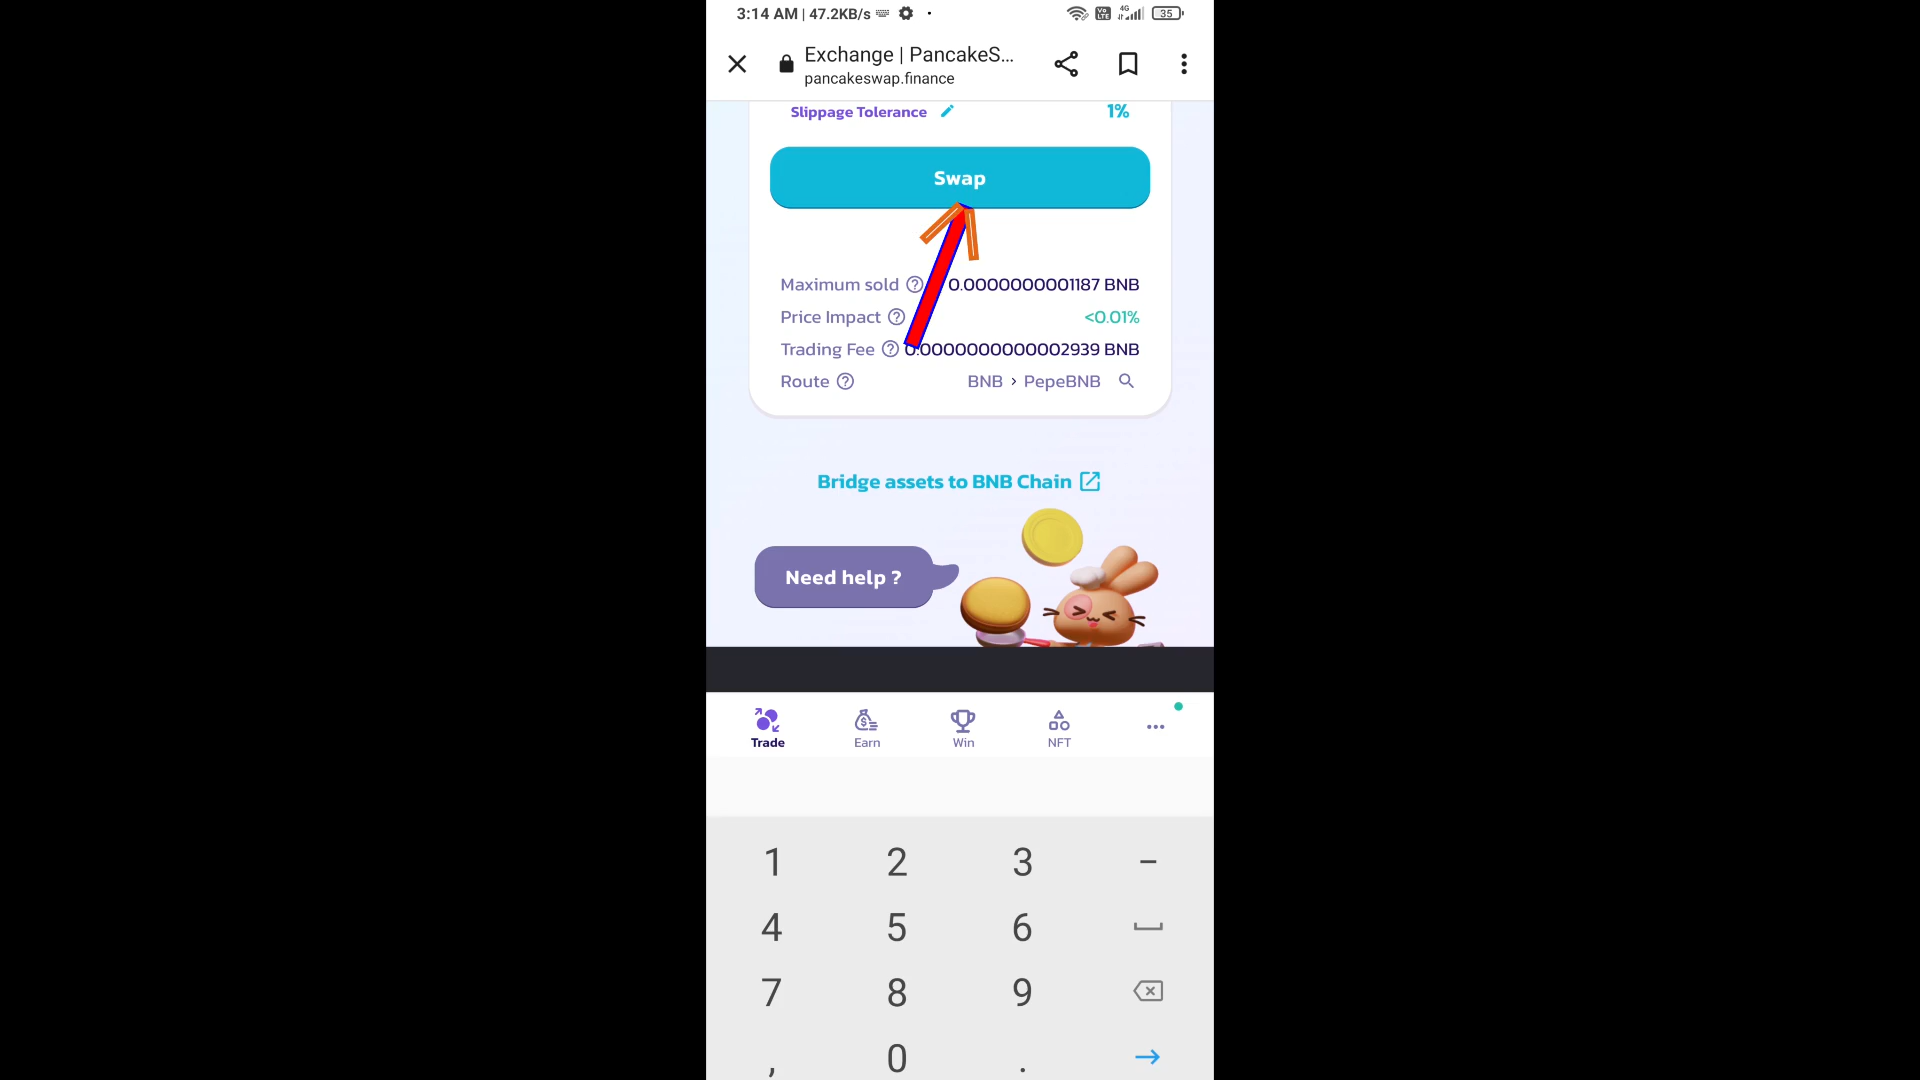 3:14 AM | 47.2KB/s
4G
35
Exchange | PancakeS...
pancakeswap.finance
Slippage Tolerance 1%
Swap
Maximum sold 0.0000000001187 BNB
Price Impact <0.01%
Trading Fee 0.0000000000002939 BNB
Route BNB > PepeBNB
Bridge assets to BNB Chain
Need help ?
Trade Earn Win NFT ...
1 2 3 -
4 5 6
7 8 9
, 0 .